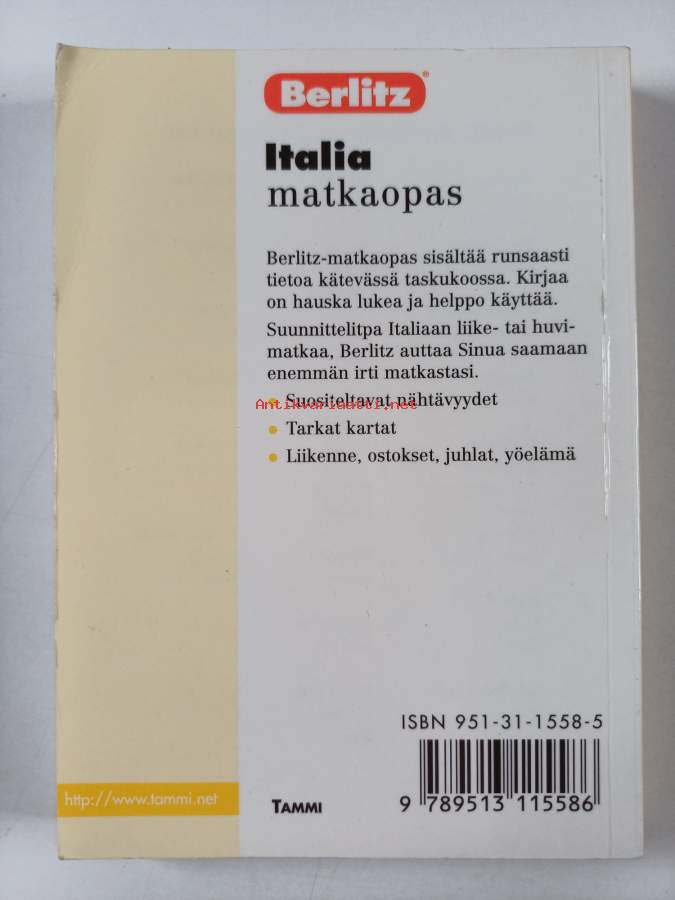 Berlitz®
Italia
matkaopas
Berlitz-matkaopas sisältää runsaasti
tietoa kätevässä taskukoossa. Kirjaa
on hauska lukea ja helppo käyttää.
Suunnittelitpa Italiaan liike- tai huvi-
matkaa, Berlitz auttaa Sinua saamaan
enemmän irti matkastasi.
• Suositeltavat nähtävyydet
Antikvariaatti.net
• Tarkat kartat
• Liikenne, ostokset, juhlat, yöelämä
ISBN 951-31-1558-5
http://www.tammi.net
TAMMI
9 789513 115586